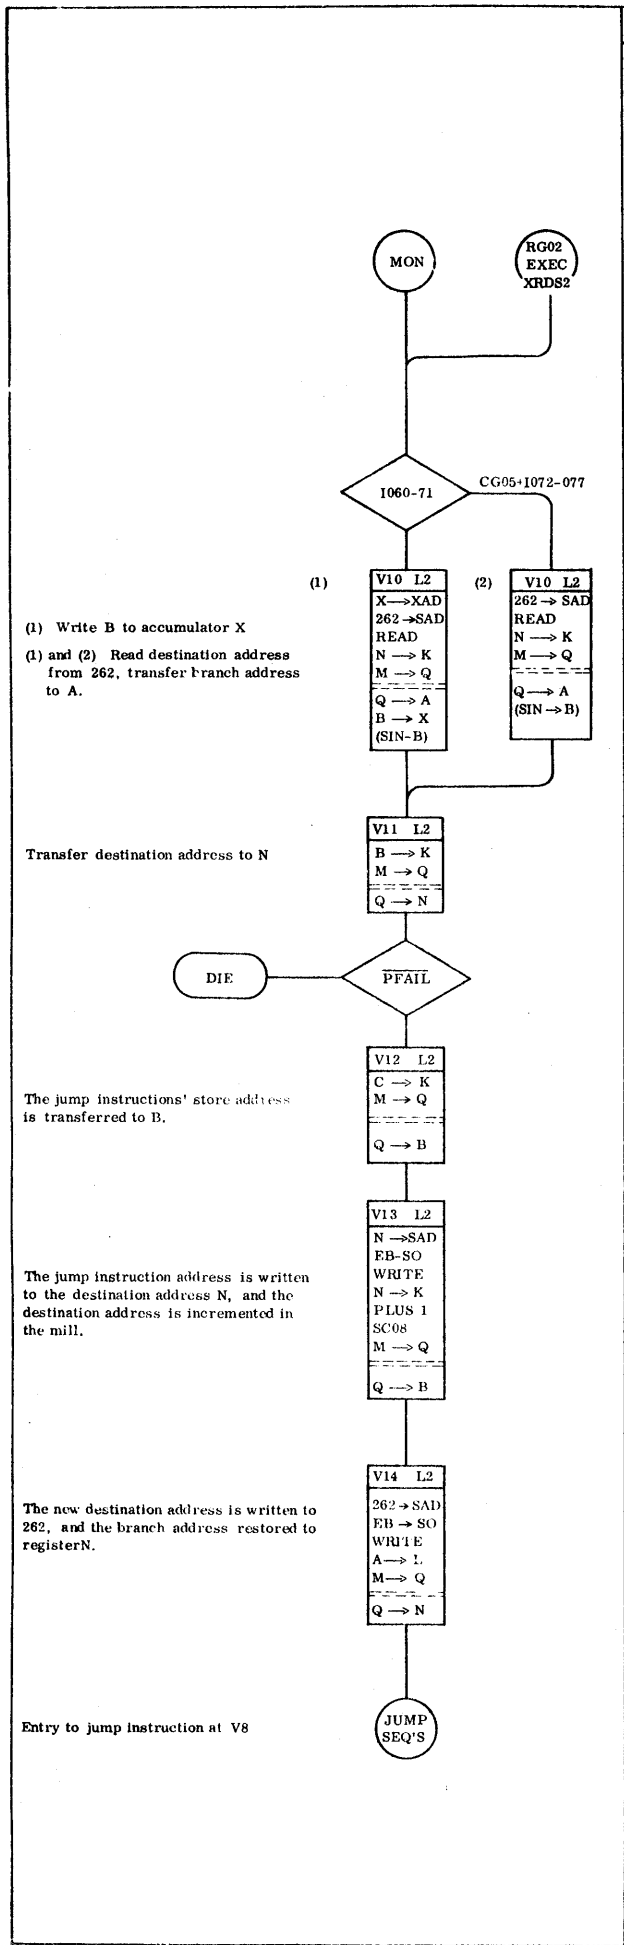 MON
RG02
EXEC
XRDS2
I060-71
CG05+I072-077
(1)
V10 L2
X→XAD
262→SAD
READ
N → K
M → Q
Q → A
B → X
(SIN-B)
(2)
V10 L2
262→SAD
READ
N → K
M → Q
Q → A
(SIN→B)
(1) Write B to accumulator X
(1) and (2) Read destination address
from 262, transfer branch address
to A.
V11 L2
B → K
M → Q
Q → N
Transfer destination address to N
DIE
PFAIL
V12 L2
C → K
M → Q
Q → B
The jump instructions' store address
is transferred to B.
V13 L2
N →SAD
EB-SO
WRITE
N → K
PLUS 1
SC08
M → Q
Q → B
The jump instruction address is written
to the destination address N, and the
destination address is incremented in
the mill.
V14 L2
262→SAD
EB → SO
WRITE
A→ L
M→ Q
Q → N
The new destination address is written to
262, and the branch address restored to
registerN.
Entry to jump instruction at V8
JUMP
SEQ'S